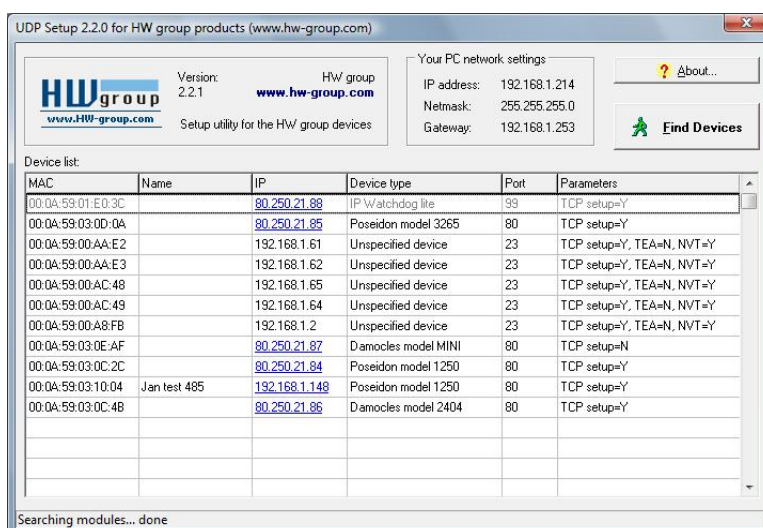 UDP Setup 2.2.0 for HW group products (www.hw-group.com)
HWgroup
www.HW-group.com
Version: HW group
2.2.1 www.hw-group.com
Setup utility for the HW group devices
Your PC network settings
IP address: 192.168.1.214
Netmask: 255.255.255.0
Gateway: 192.168.1.253
? About...
Find Devices
Device list:
MAC Name IP Device type Port Parameters
00:0A:59:01:E0:3C 80.250.21.88 IP Watchdog lite 99 TCP setup=Y
00:0A:59:03:0D:0A 80.250.21.85 Poseidon model 3265 80 TCP setup=Y
00:0A:59:00:AA:E2 192.168.1.61 Unspecified device 23 TCP setup=Y, TEA=N, NVT=Y
00:0A:59:00:AA:E3 192.168.1.62 Unspecified device 23 TCP setup=Y, TEA=N, NVT=Y
00:0A:59:00:AC:48 192.168.1.65 Unspecified device 23 TCP setup=Y, TEA=N, NVT=Y
00:0A:59:00:AC:49 192.168.1.64 Unspecified device 23 TCP setup=Y, TEA=N, NVT=Y
00:0A:59:00:A8:FB 192.168.1.2 Unspecified device 23 TCP setup=Y, TEA=N, NVT=Y
00:0A:59:03:0E:AF 80.250.21.87 Damocles model MINI 80 TCP setup=N
00:0A:59:03:0C:2C 80.250.21.84 Poseidon model 1250 80 TCP setup=Y
00:0A:59:03:10:04 Jan test 485 192.168.1.148 Poseidon model 1250 80 TCP setup=Y
00:0A:59:03:0C:4B 80.250.21.86 Damocles model 2404 80 TCP setup=Y
Searching modules... done